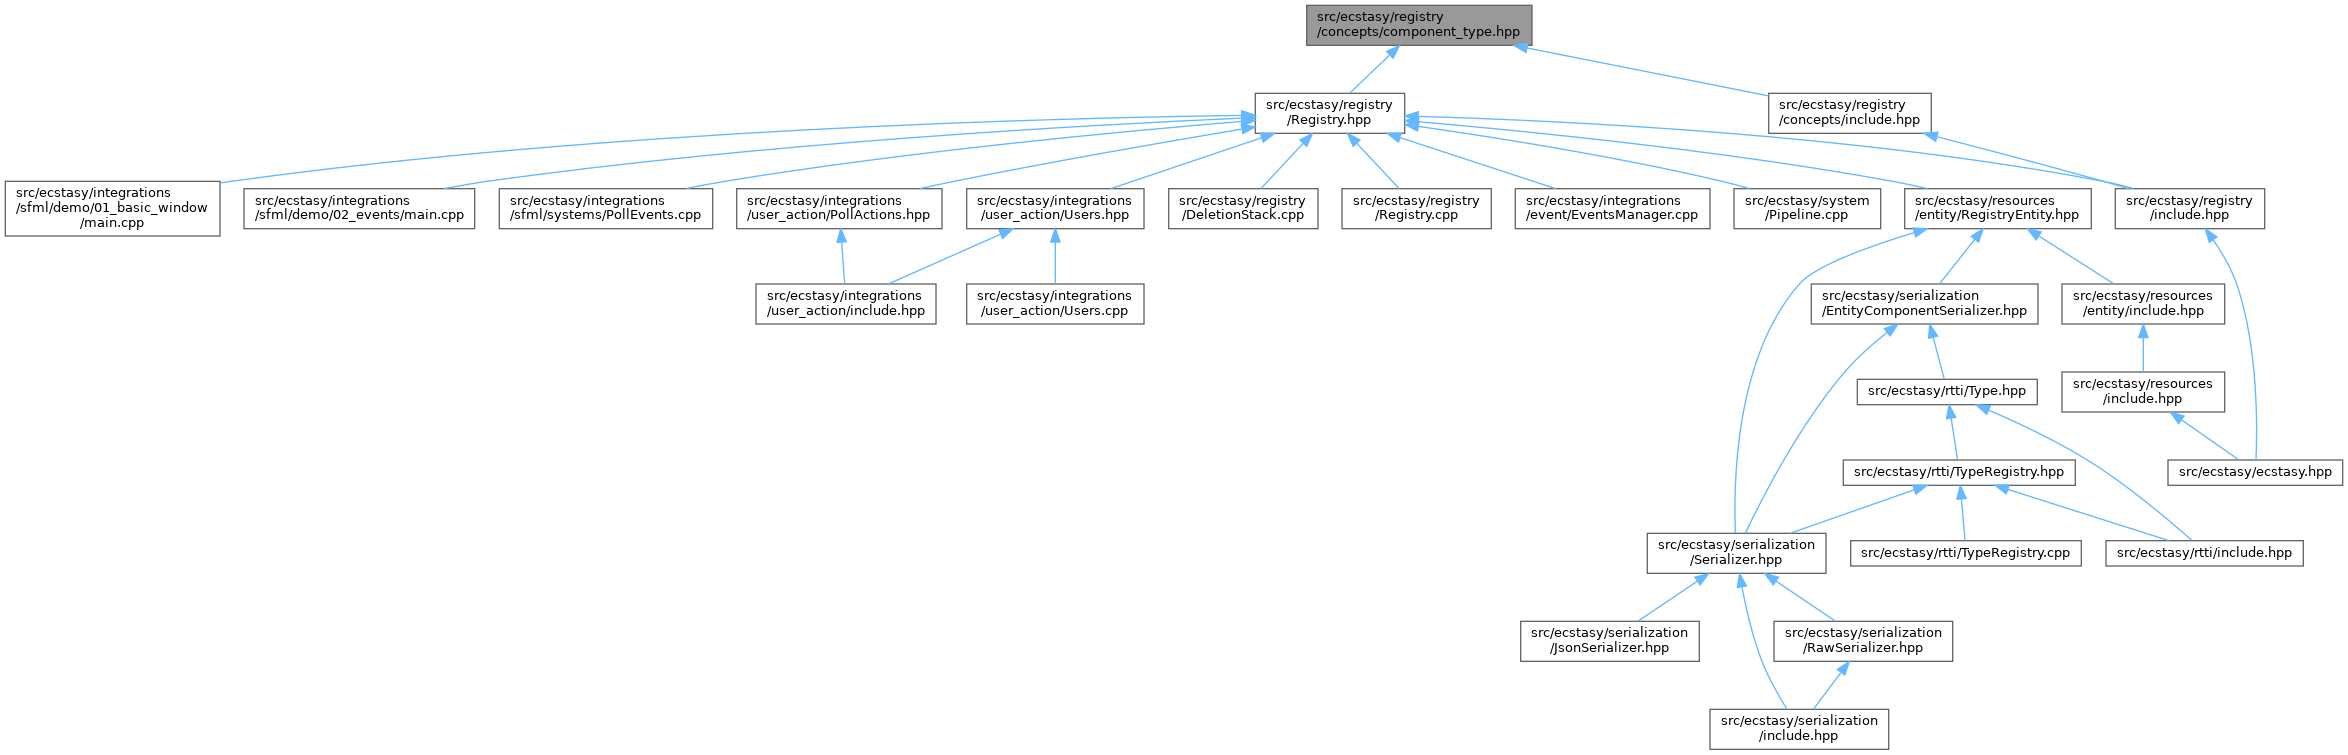 src/ecstasy/registry
/concepts/component_type.hpp
src/ecstasy/registry
/Registry.hpp
src/ecstasy/registry
/concepts/include.hpp
src/ecstasy/integrations
/sfml/demo/01_basic_window
/main.cpp
src/ecstasy/integrations
/sfml/demo/02_events/main.cpp
src/ecstasy/integrations
/sfml/systems/PollEvents.cpp
src/ecstasy/integrations
/user_action/PollActions.hpp
src/ecstasy/integrations
/user_action/Users.hpp
src/ecstasy/registry
/DeletionStack.cpp
src/ecstasy/registry
/Registry.cpp
src/ecstasy/integrations
/event/EventsManager.cpp
src/ecstasy/system
/Pipeline.cpp
src/ecstasy/resources
/entity/RegistryEntity.hpp
src/ecstasy/registry
/include.hpp
src/ecstasy/integrations
/user_action/include.hpp
src/ecstasy/integrations
/user_action/Users.cpp
src/ecstasy/serialization
/EntityComponentSerializer.hpp
src/ecstasy/resources
/entity/include.hpp
src/ecstasy/rtti/Type.hpp
src/ecstasy/resources
/include.hpp
src/ecstasy/rtti/TypeRegistry.hpp
src/ecstasy/ecstasy.hpp
src/ecstasy/serialization
/Serializer.hpp
src/ecstasy/rtti/TypeRegistry.cpp
src/ecstasy/rtti/include.hpp
src/ecstasy/serialization
/JsonSerializer.hpp
src/ecstasy/serialization
/RawSerializer.hpp
src/ecstasy/serialization
/include.hpp